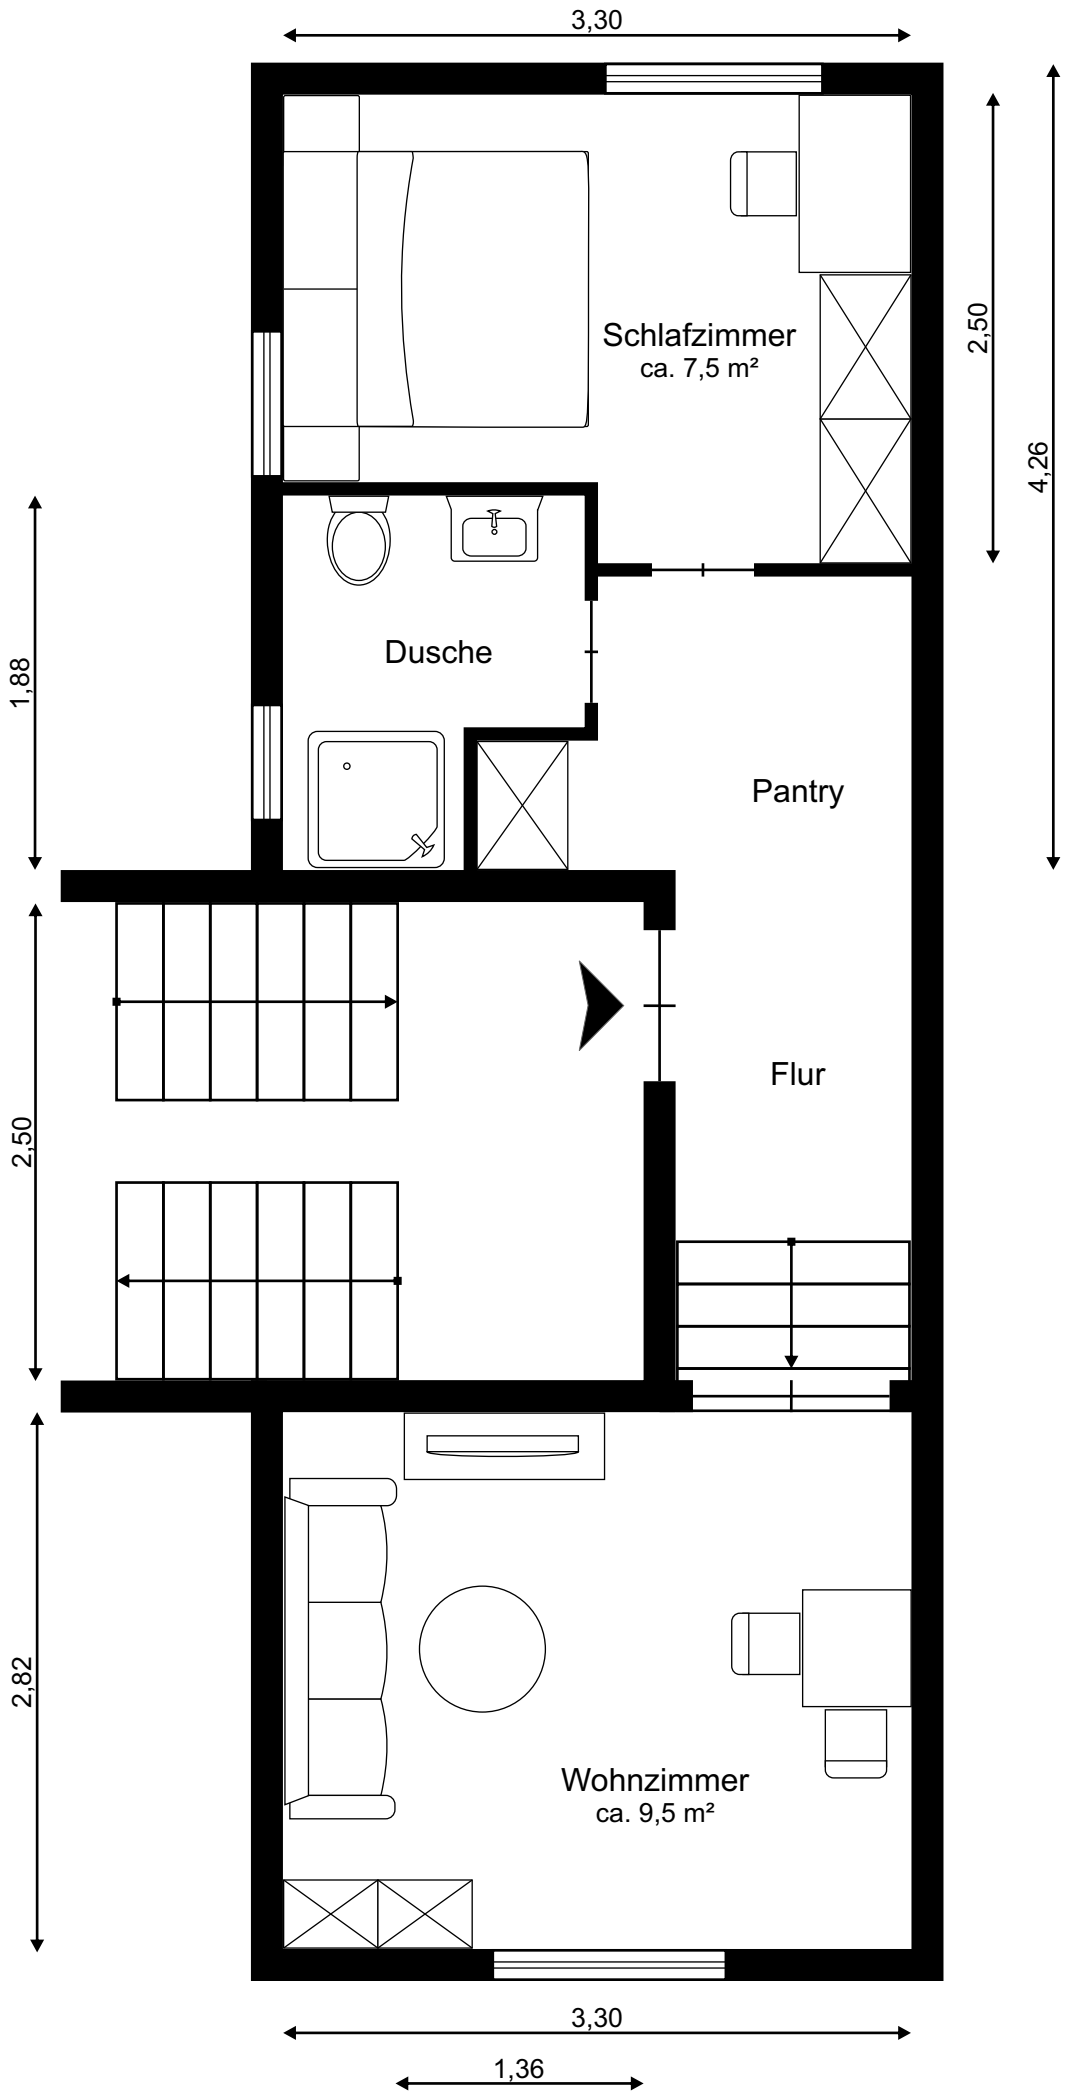 3,30
Schlafzimmer
ca. 7,5 m²
2,50
4,26
1,88
Dusche
Pantry
Flur
2,50
2,82
Wohnzimmer
ca. 9,5 m²
3,30
1,36